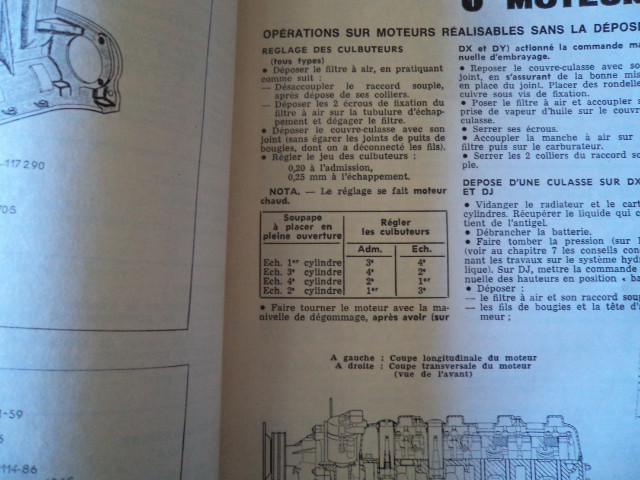 -117 290
705
1-59
6
2114-86
6 MOTEUR
OPÉRATIONS SUR MOTEURS RÉALISABLES SANS LA DÉPOSE
REGLAGE DES CULBUTEURS
(tous types)
• Déposer le filtre à air, en pratiquant
comme suit :
— Désaccoupler le raccord souple,
après dépose de ses colliers.
— Déposer les 2 écrous de fixation du
filtre à air sur la tubulure d'échap-
pement et dégager le filtre.
• Déposer le couvre-culasse avec son
joint (sans égarer les joints de puits de
bougies, dont on a déconnecté les fils).
• Régler le jeu des culbuteurs :
0,20 à l'admission,
0,25 mm à l'échappement.
NOTA. — Le réglage se fait moteur
chaud.
Soupape
à placer en
pleine ouverture
Régler
les culbuteurs
Adm. Ech.
Ech. 1er cylindre 3e 4e
Ech. 3e cylindre 4e 2e
Ech. 4e cylindre 2e 1er
Ech. 2e cylindre 1er 3e
• Faire tourner le moteur avec la ma-
nivelle de dégommage, après avoir (sur
DX et DY) actionné la commande ma
nuelle d'embrayage.
• Reposer le couvre-culasse avec so
joint, en s'assurant de la bonne mis
en place du joint. Placer des rondelle
cuivre sous vis de fixation.
• Poser le filtre à air et accoupler s
prise de vapeur d'huile sur le couvre
culasse.
• Serrer ses écrous.
• Accoupler la manche à air sur
filtre puis sur le carburateur.
• Serrer les 2 colliers du raccord so
ple.
DEPOSE D'UNE CULASSE SUR DX
ET DJ
• Vidanger le radiateur et le cart
cylindres. Récupérer le liquide qui c
tient de l'antigel.
• Débrancher la batterie.
• Faire tomber la pression (sur
(voir au chapitre 7 les conseils con
nant les travaux sur le système hyd
lique). Sur DJ, mettre la commande
nuelle des hauteurs en position « ba
• Déposer :
— le filtre à air et son raccord soup
— les fils de bougies et la tête d'a
meur ;
A gauche : Coupe longitudinale du moteur
A droite : Coupe transversale du moteur
(vue de l'avant)